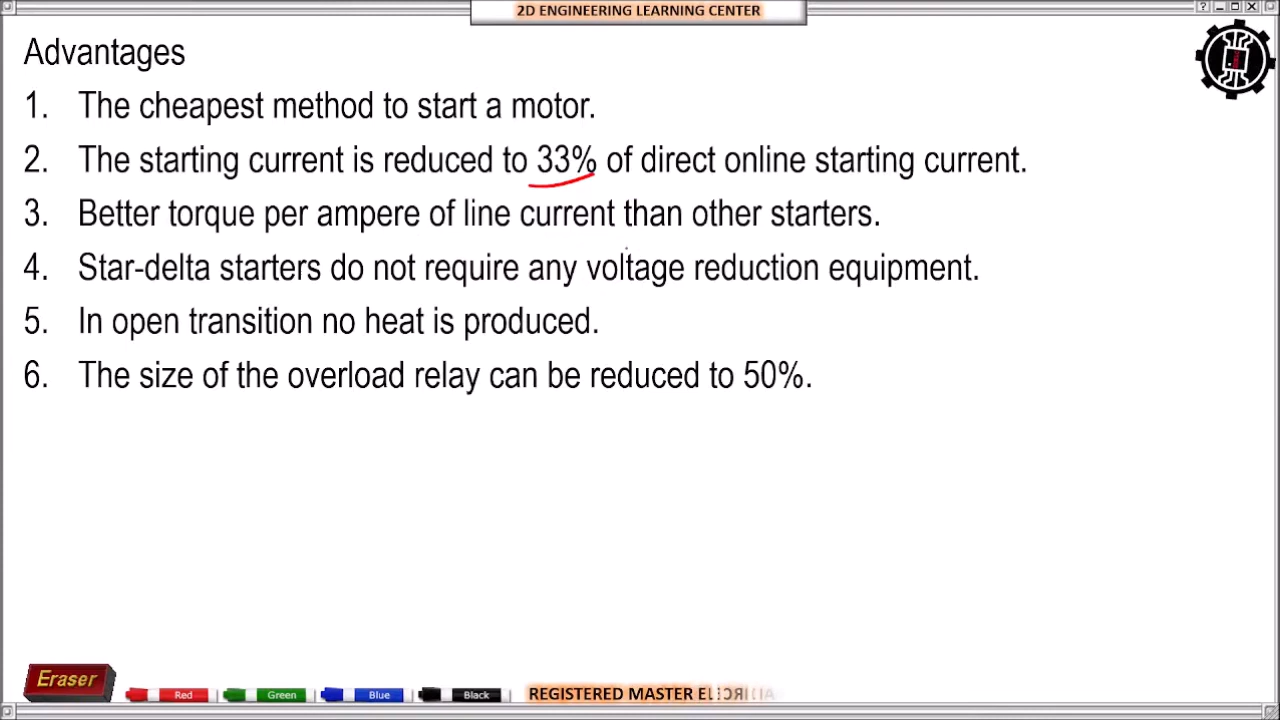 2D ENGINEERING LEARNING CENTER
Advantages
1. The cheapest method to start a motor.
2. The starting current is reduced to 33% of direct online starting current.
3. Better torque per ampere of line current than other starters.
4. Star-delta starters do not require any voltage reduction equipment.
5. In open transition no heat is produced.
6. The size of the overload relay can be reduced to 50%.
Eraser Red Green Blue Black REGISTERED MASTER